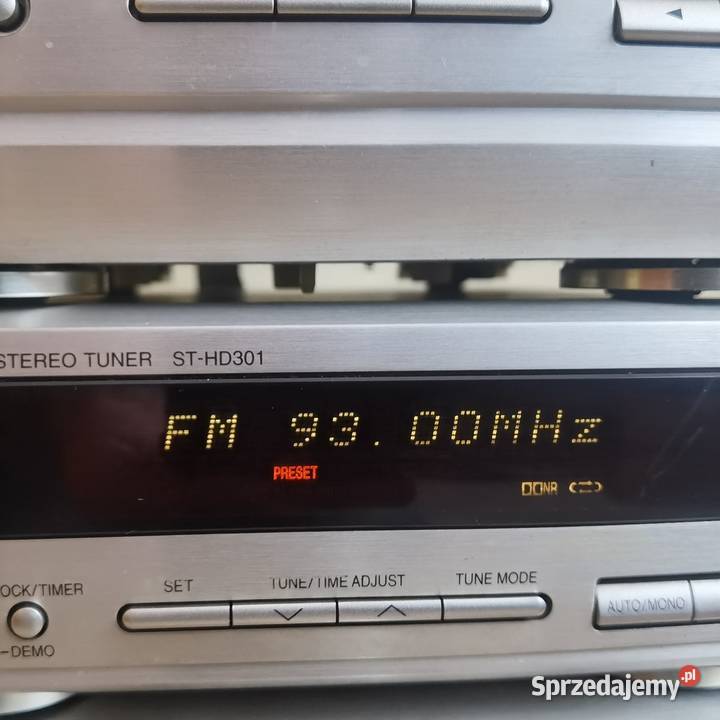 STEREO TUNER ST-HD301
FM 93.00MHz
PRESET
NR
OCK/TIMER
SET
TUNE/TIME ADJUST
TUNE MODE
AUTO/MONO
–DEMO
Sprzedajemy.pl